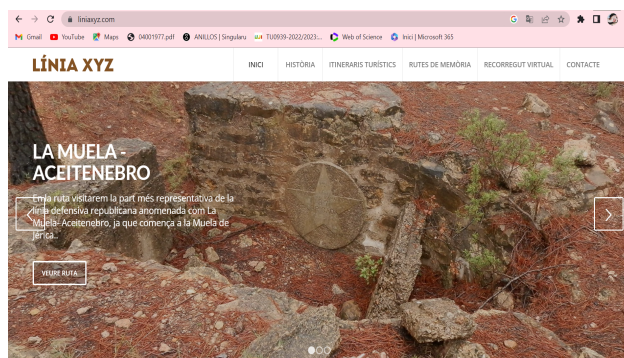 liniaxyz.com
Gmail YouTube Maps 04001977.pdf ANILLOS | Singularu TU0939-2022/2023:... Web of Science Inici | Microsoft 365
LÍNIA XYZ
INICI HISTÒRIA ITINERARIS TURÍSTICS RUTES DE MEMÒRIA RECORREGUT VIRTUAL CONTACTE
LA MUELA -
ACEITENEBRO
En la ruta visitarem la part més representativa de la
línia defensiva republicana anomenada com La
Muela- Aceitenebro, ja que comença a la Muela de
Jérica..
VEURE RUTA